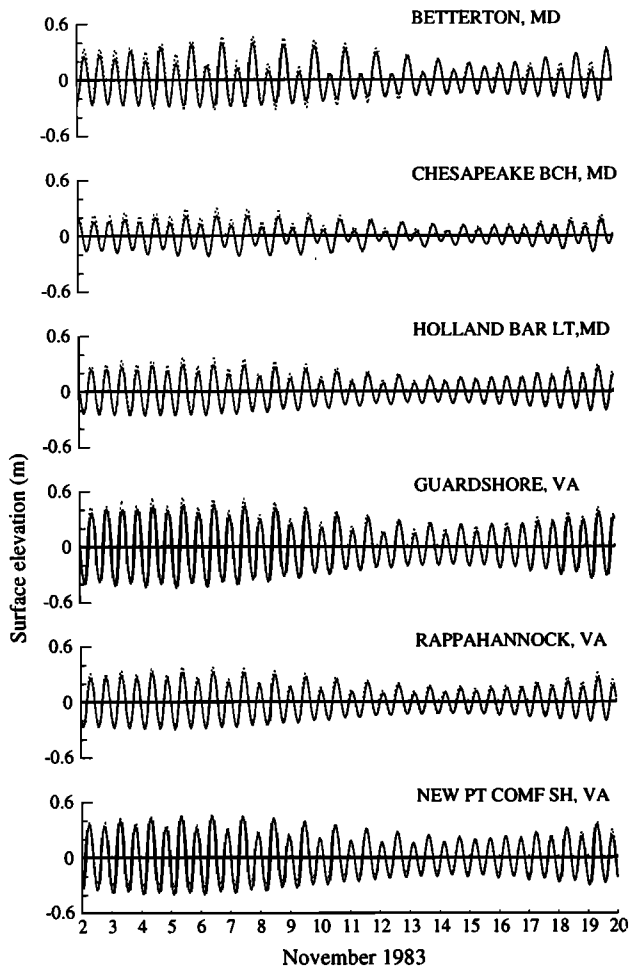 BETTERTON, MD
0.6
0
-0.6
CHESAPEAKE BCH, MD
0.6
0
-0.6
HOLLAND BAR LT,MD
0.6
0
-0.6
GUARDSHORE, VA
0.6
0
-0.6
RAPPAHANNOCK, VA
0.6
0
-0.6
NEW PT COMF SH, VA
0.6
0
-0.6
Surface elevation (m)
2 3 4 5 6 7 8 9 10 11 12 13 14 15 16 17 18 19 20
November 1983